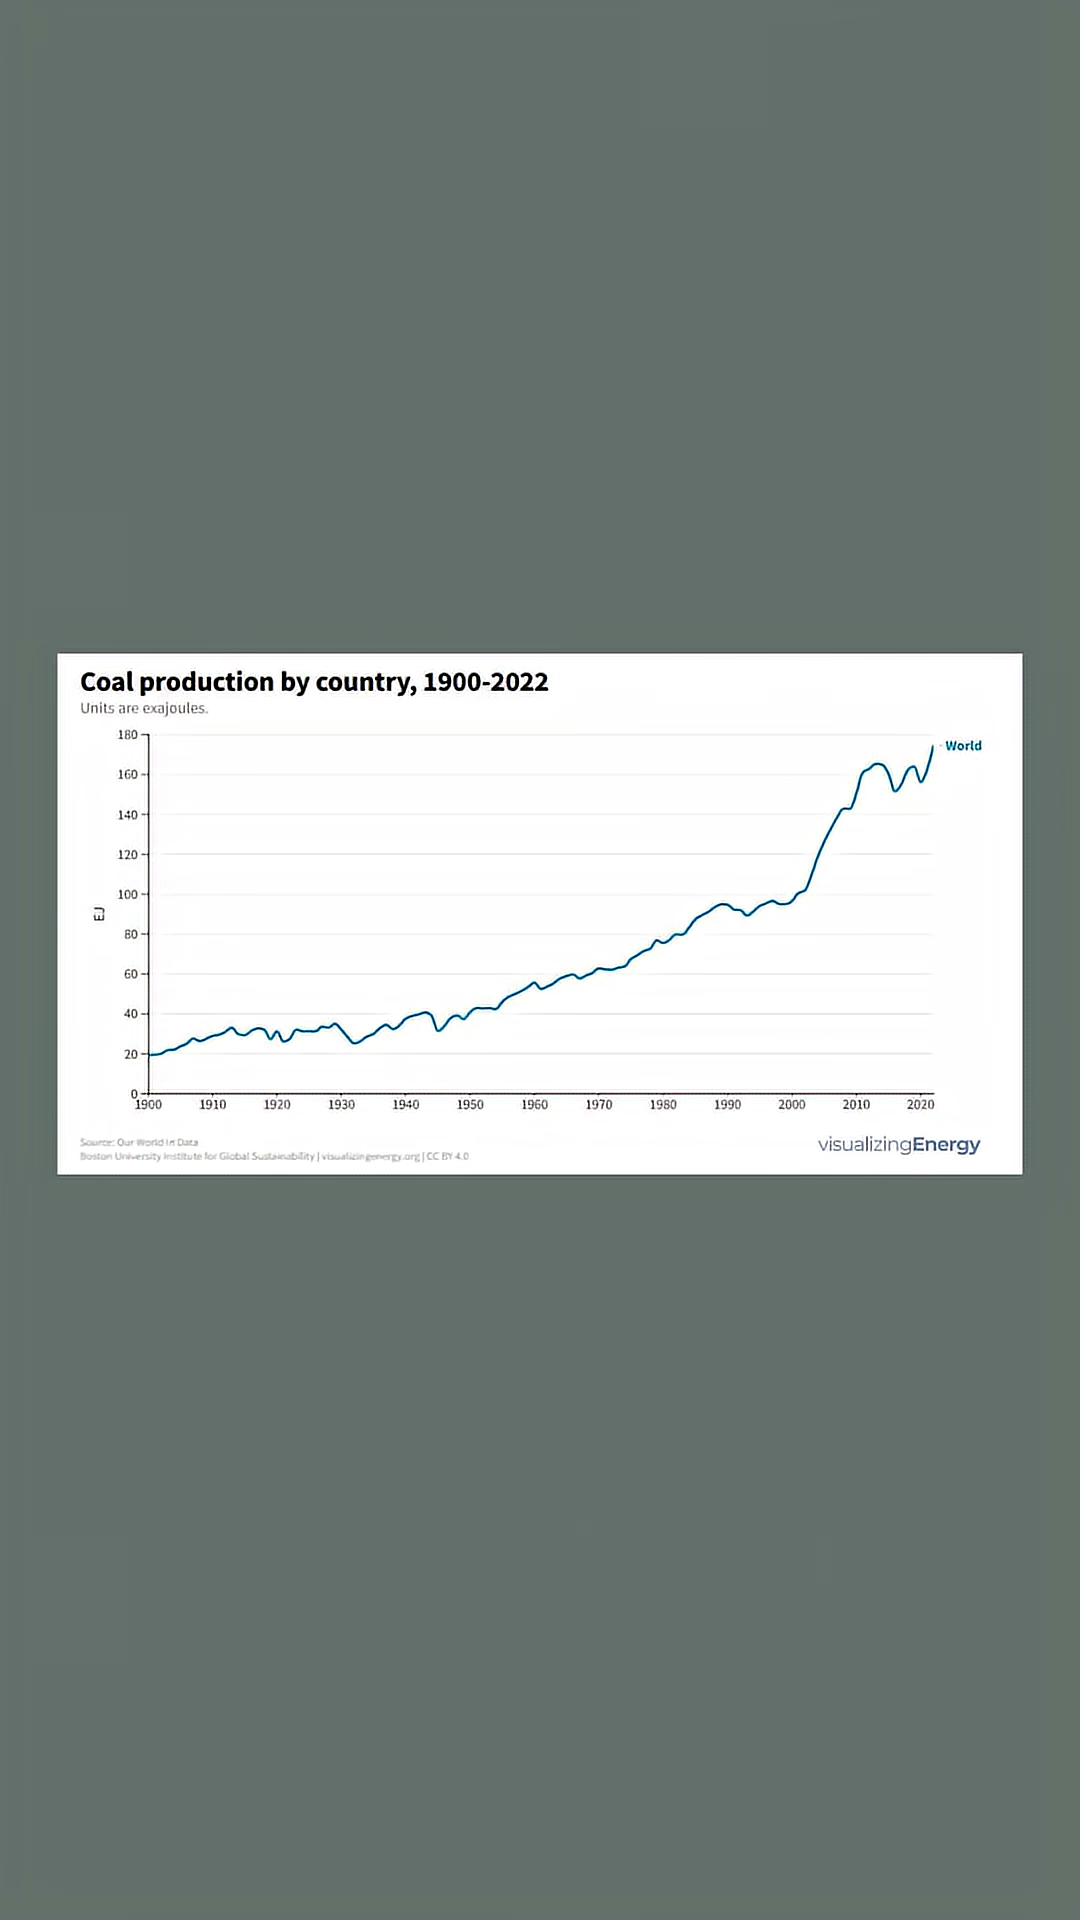 Coal production by country, 1900-2022
Units are exajoules.
180
World
160
140
120
100
EJ
80
60
40
20
0
1900 1910 1920 1930 1940 1950 1960 1970 1980 1990 2000 2010 2020
Source: Our World in Data
Boston University Institute for Global Sustainability | visualizingenergy.org | CC BY 4.0
visualizingEnergy